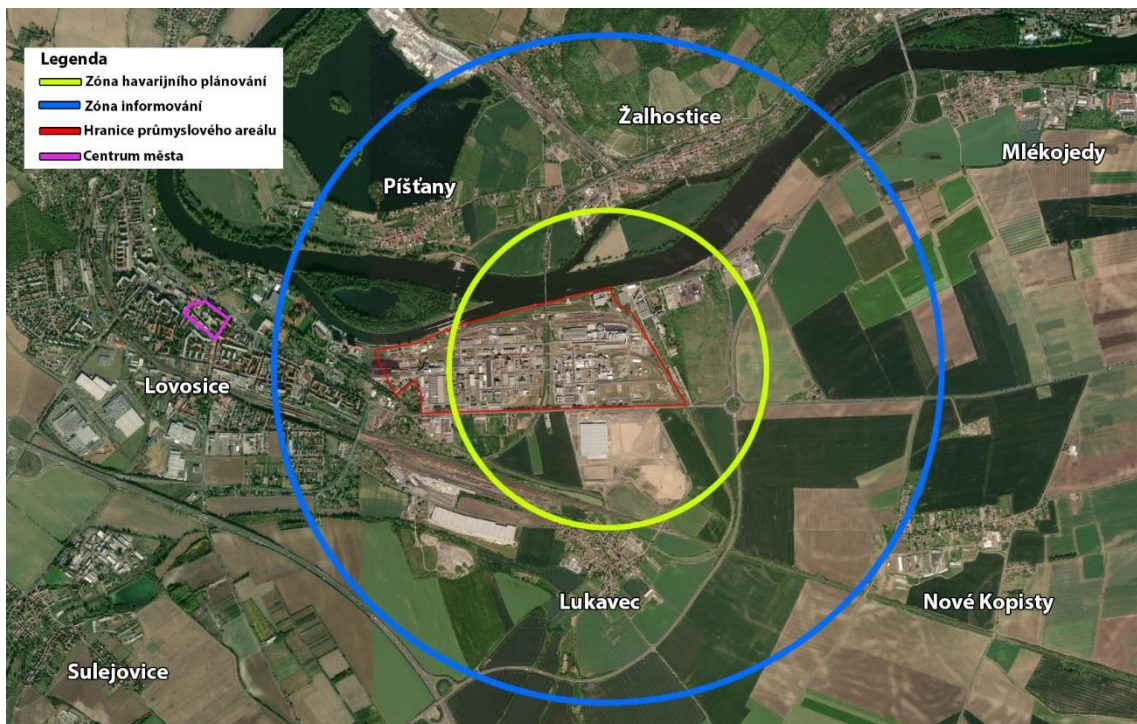 Legenda
Zóna havarijního plánování
Zóna informování
Hranice průmyslového areálu
Centrum města
Žalhostice
Mlékojedy
Píšťany
Lovosice
Lukavec
Nové Kopisty
Sulejovice